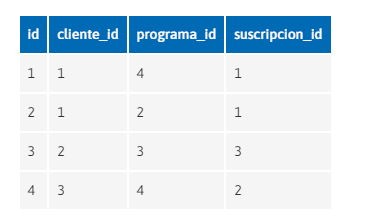 id cliente_id programa_id suscripcion_id
1 1 4 1
2 1 2 1
3 2 3 3
4 3 4 2